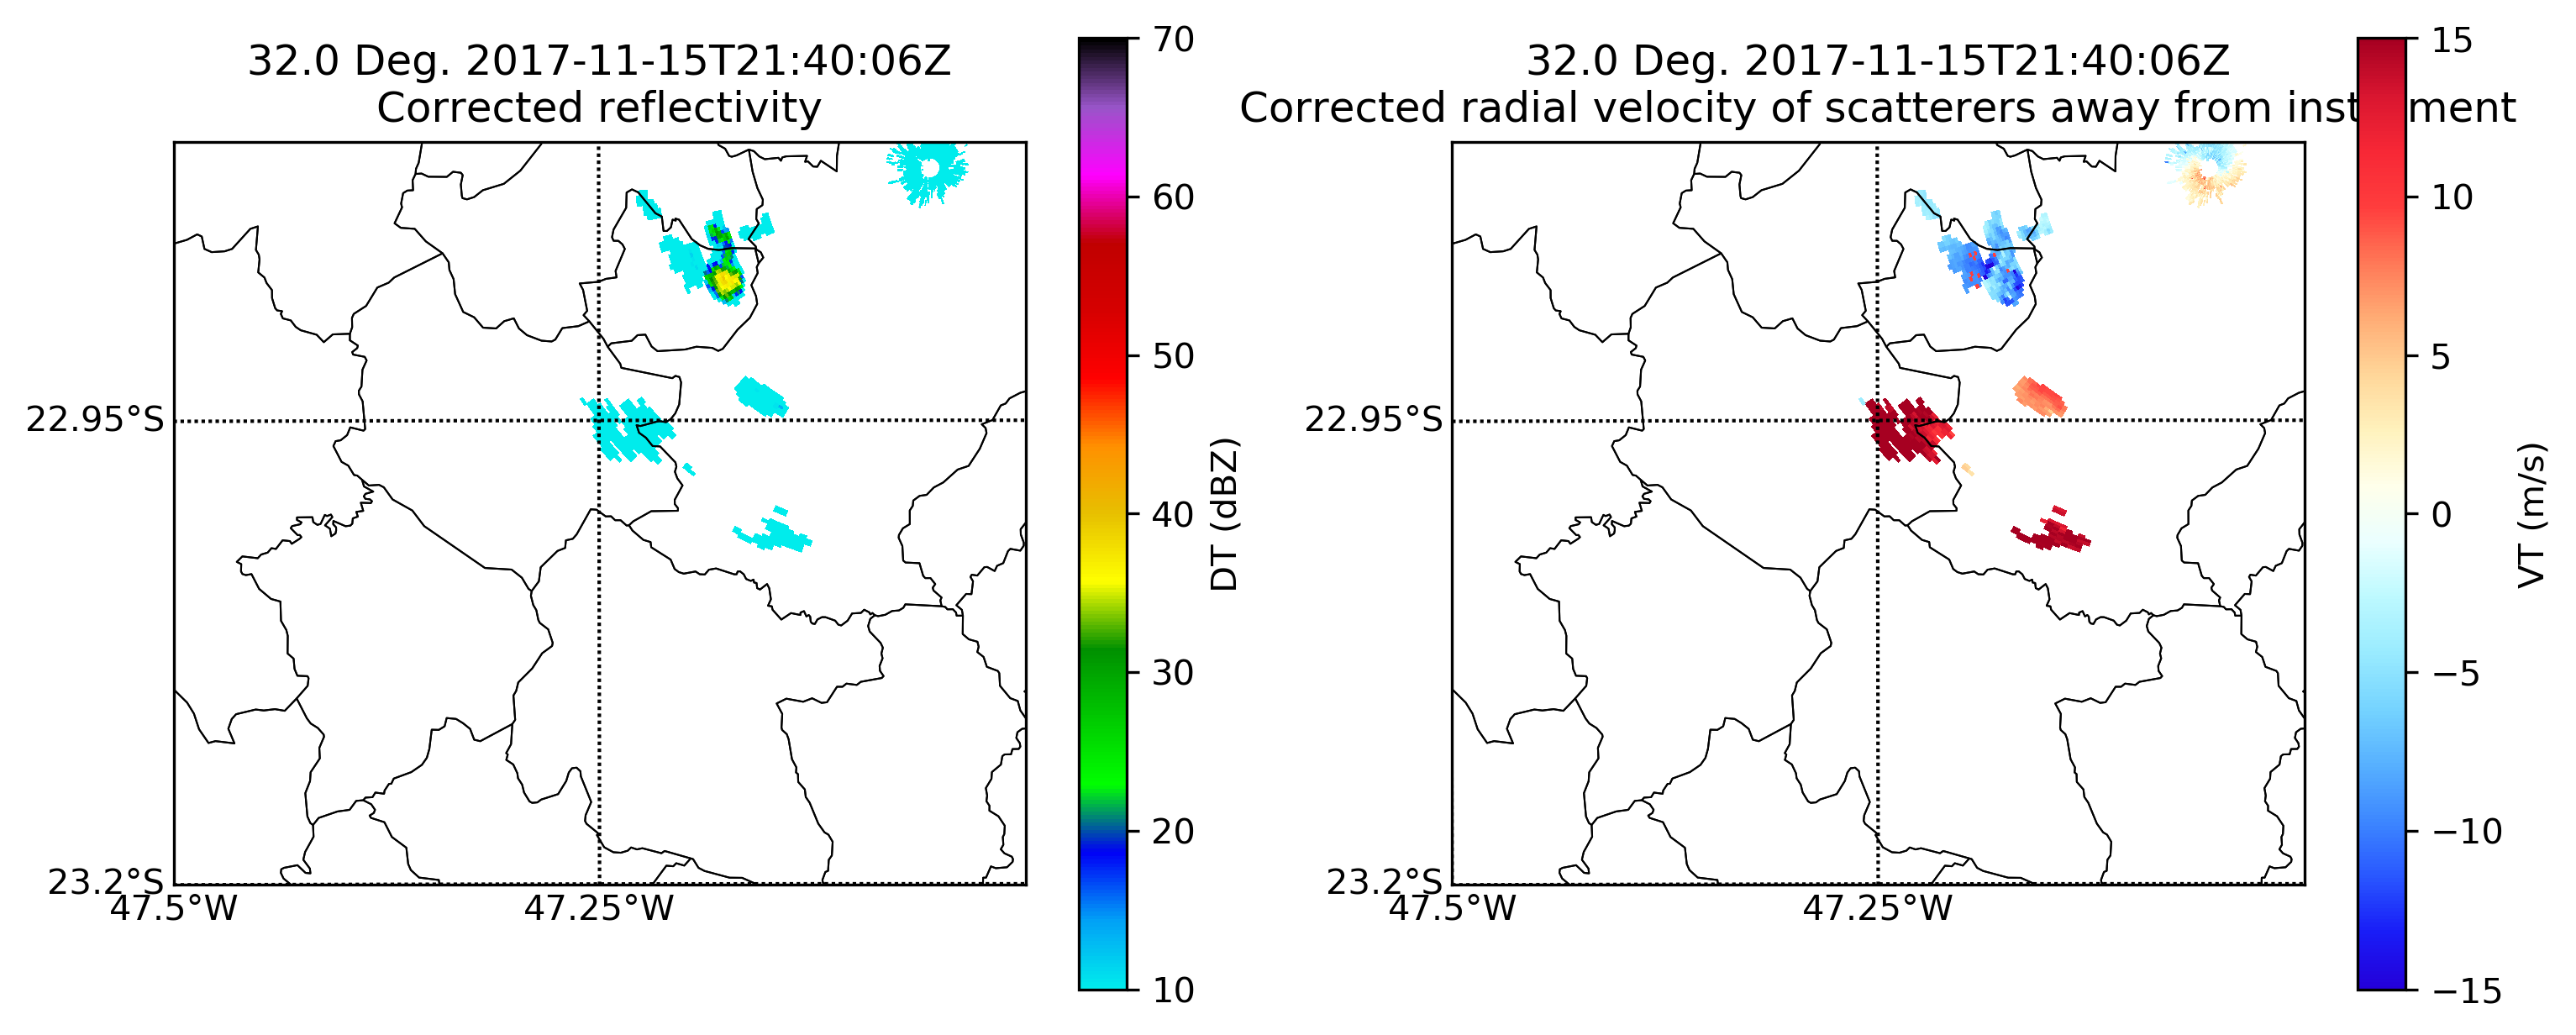 32.0 Deg. 2017-11-15T21:40:06Z
Corrected reflectivity
22.95°S
23.2°S
47.5°W
47.25°W
70
60
50
40
30
20
10
DT (dBZ)
32.0 Deg. 2017-11-15T21:40:06Z
Corrected radial velocity of scatterers away from inst ment
22.95°S
23.2°S
47.5°W
47.25°W
15
10
5
0
−5
−10
−15
VT (m/s)